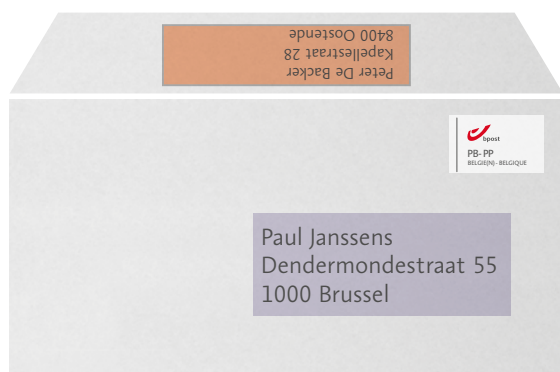 Peter De Backer
Kapellestraat 28
8400 Oostende
bpost
PB- PP
BELGIE(N) - BELGIQUE
Paul Janssens
Dendermondestraat 55
1000 Brussel